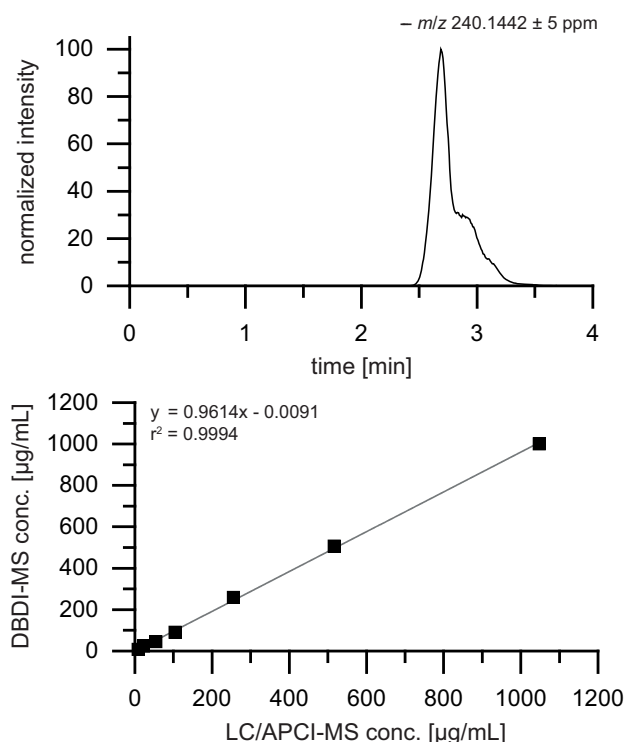 – m/z 240.1442 ± 5 ppm
normalized intensity
100
80
60
40
20
0
0 1 2 3 4
time [min]
y = 0.9614x - 0.0091
r² = 0.9994
DBDI-MS conc. [µg/mL]
1200
1000
800
600
400
200
0
0 200 400 600 800 1000 1200
LC/APCI-MS conc. [µg/mL]